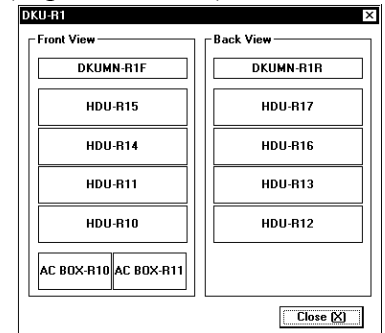 DKU-R1
Front View
DKUMN-R1F
HDU-R15
HDU-R14
HDU-R11
HDU-R10
AC BOX-R10 AC BOX-R11
Back View
DKUMN-R1R
HDU-R17
HDU-R16
HDU-R13
HDU-R12
Close (X)